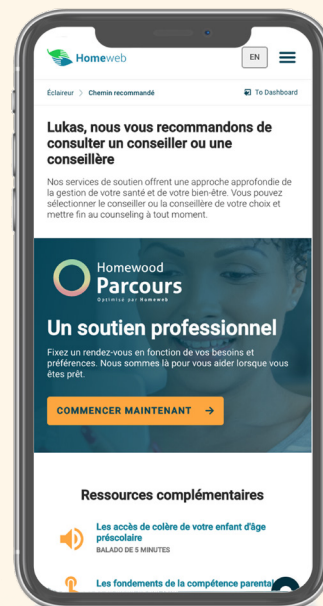 Homeweb
EN
Éclaireur > Chemin recommandé
To Dashboard
Lukas, nous vous recommandons de
consulter un conseiller ou une
conseillère
Nos services de soutien offrent une approche approfondie de
la gestion de votre santé et de votre bien-être. Vous pouvez
sélectionner le conseiller ou la conseillère de votre choix et
mettre fin au counseling à tout moment.
Homewood
Parcours
Optimisé par Homeweb
Un soutien professionnel
Fixez un rendez-vous en fonction de vos besoins et
préférences. Nous sommes là pour vous aider lorsque vous
êtes prêt.
COMMENCER MAINTENANT →
Ressources complémentaires
Les accès de colère de votre enfant d'âge
préscolaire
BALADO DE 5 MINUTES
Les fondements de la compétence parental